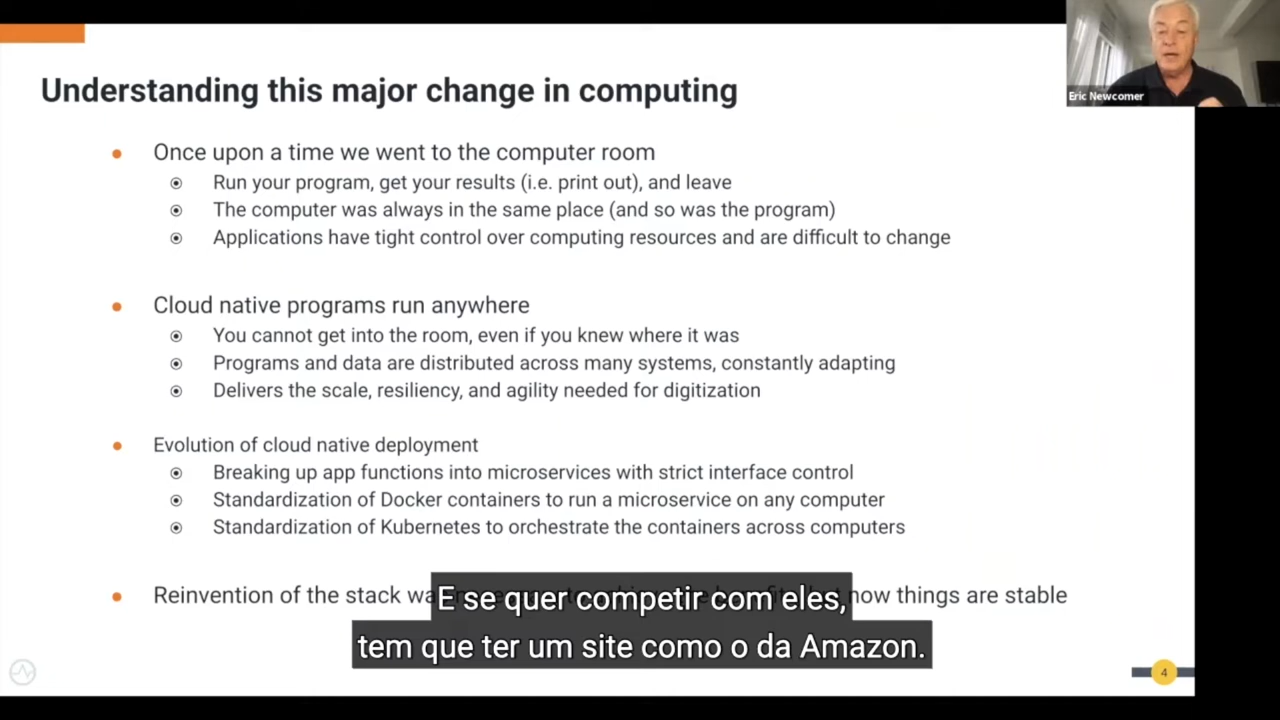 Understanding this major change in computing
Eric Newcomer
Once upon a time we went to the computer room
Run your program, get your results (i.e. print out), and leave
The computer was always in the same place (and so was the program)
Applications have tight control over computing resources and are difficult to change
Cloud native programs run anywhere
You cannot get into the room, even if you knew where it was
Programs and data are distributed across many systems, constantly adapting
Delivers the scale, resiliency, and agility needed for digitization
Evolution of cloud native deployment
Breaking up app functions into microservices with strict interface control
Standardization of Docker containers to run a microservice on any computer
Standardization of Kubernetes to orchestrate the containers across computers
Reinvention of the stack now things are stable
E se quer competir com eles,
tem que ter um site como o da Amazon.
4